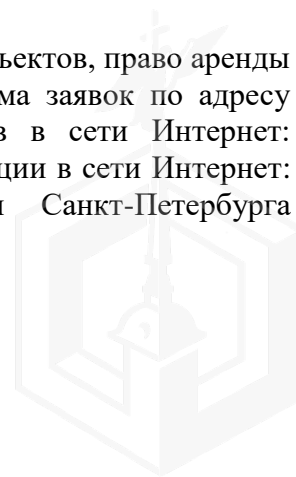 ъектов, право аренды
ма заявок по адресу
в в сети Интернет:
ции в сети Интернет:
Санкт-Петербурга